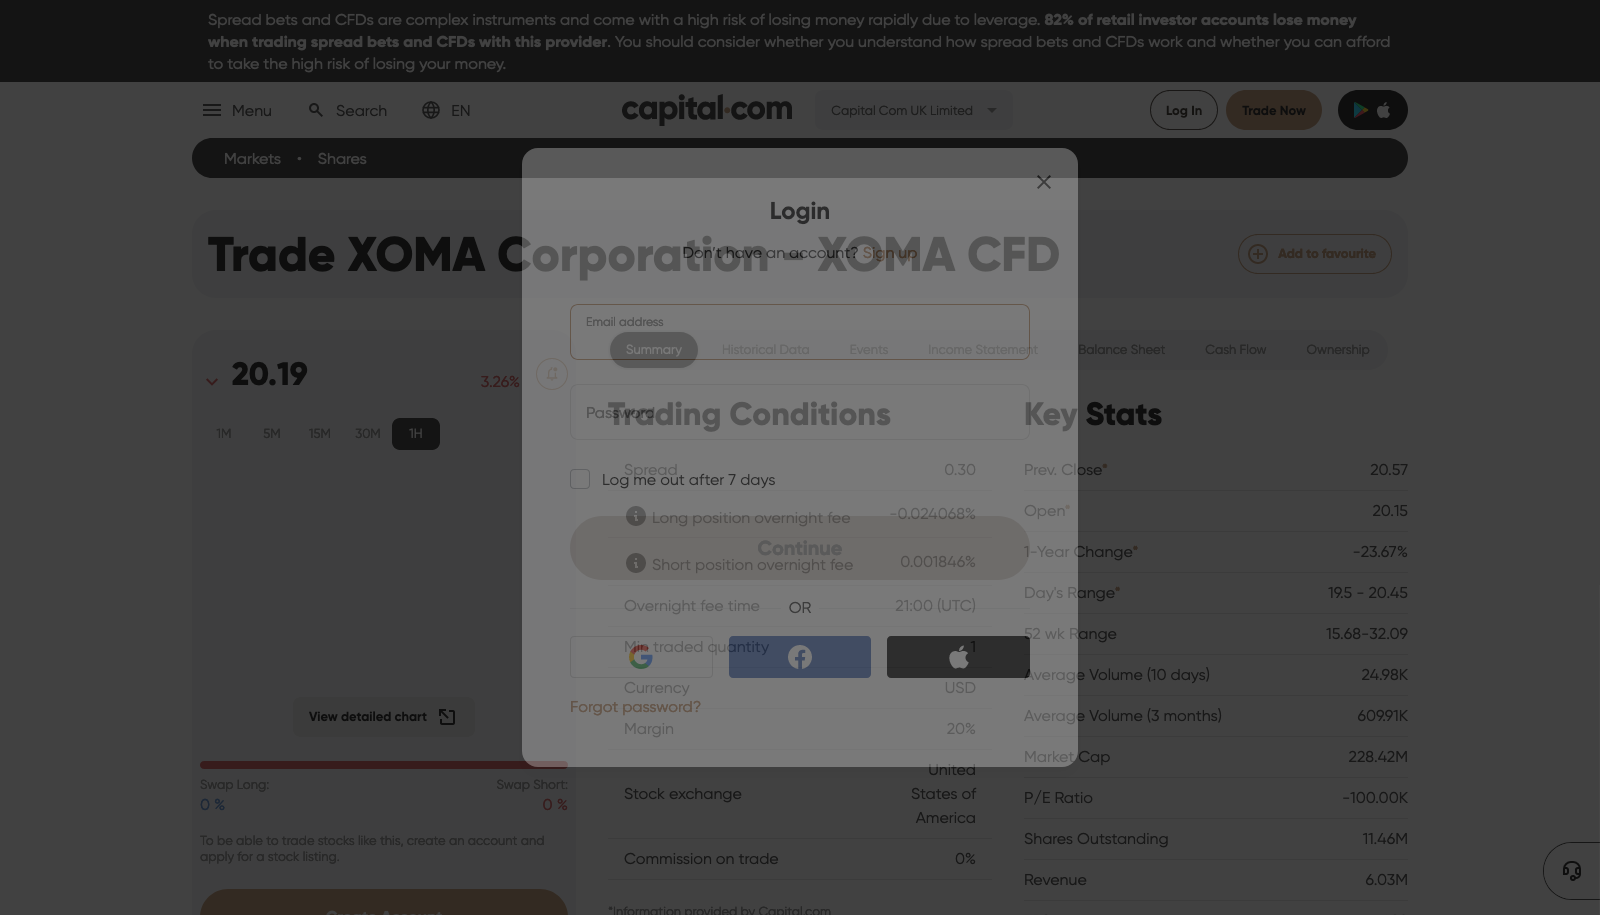 Spread bets and CFDs are complex instruments and come with a high risk of losing money rapidly due to leverage. 82% of retail investor accounts lose money
when trading spread bets and CFDs with this provider. You should consider whether you understand how spread bets and CFDs work and whether you can afford
to take the high risk of losing your money.
Menu Search EN capital.com Capital Com UK Limited Log In Trade Now
Markets • Shares
Login
Trade XOMA Corporation - XOMA CFD
Don't have an account? Sign up
Add to favourite
Email address
Summary Historical Data Events Income Statement Balance Sheet Cash Flow Ownership
20.19 3.26%
Password
Trading Conditions
Key Stats
1M 5M 15M 30M 1H
Spread 0.30
Prev. Close* 20.57
Log me out after 7 days
Long position overnight fee -0.024068%
Open* 20.15
Continue
1-Year Change* -23.67%
Short position overnight fee 0.001846%
Day's Range* 19.5 - 20.45
Overnight fee time 21:00 (UTC)
OR
52 wk Range 15.68-32.09
Min traded quantity 1
Average Volume (10 days) 24.98K
Currency USD
Forgot password?
Average Volume (3 months) 609.91K
View detailed chart
Margin 20%
Market Cap 228.42M
Stock exchange United
States of
America
P/E Ratio -100.00K
Swap Long: Swap Short:
0 % 0 %
Shares Outstanding 11.46M
To be able to trade stocks like this, create an account and
apply for a stock listing.
Commission on trade 0%
Revenue 6.03M
Create Account
*Information provided by Capital.com